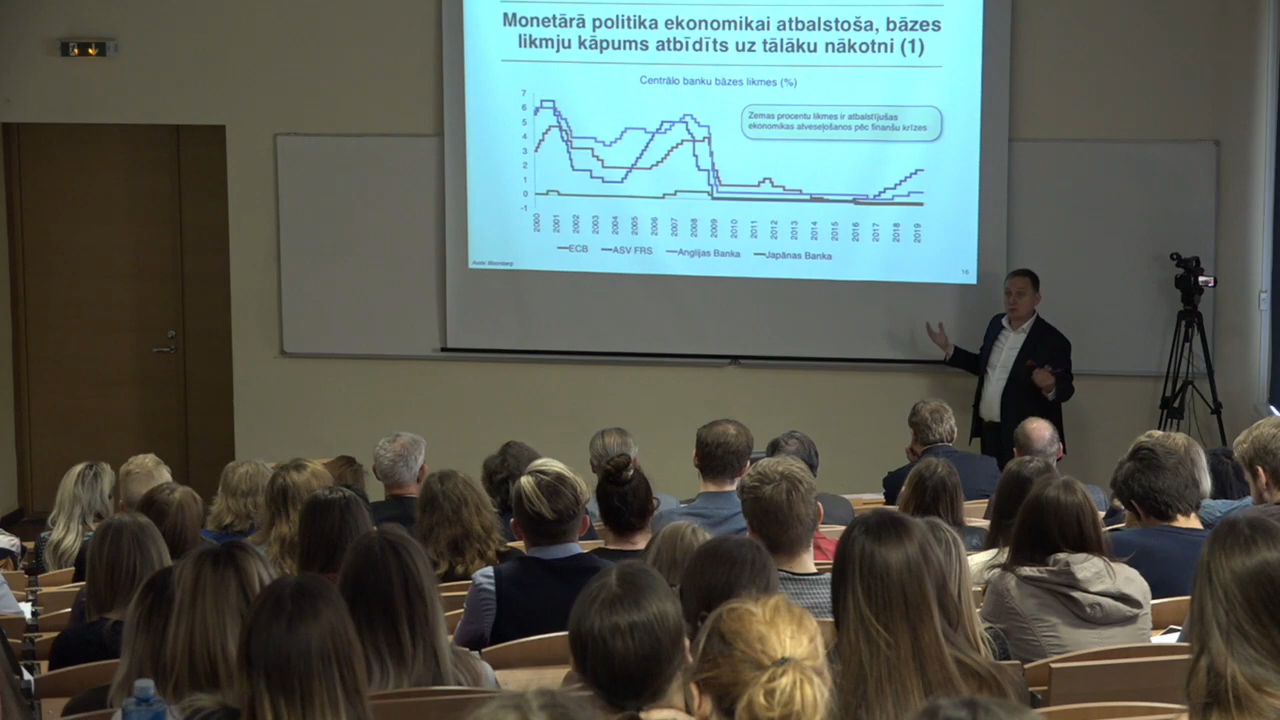 Monetārā politika ekonomikai atbalstoša, bāzes
likmju kāpums atbīdīts uz tālāku nākotni (1)
Centrālo banku bāzes likmes (%)
7
6
5
4
3
2
1
0
-1
Zemas procentu likmes ir atbalstījušas
ekonomikas atveseļošanos pēc finanšu krīzes
2000 2001 2002 2003 2004 2005 2006 2007 2008 2009 2010 2011 2012 2013 2014 2015 2016 2017 2018 2019
ECB ASV FRS Anglijas Banka Japānas Banka
Avots: Bloomberg
16